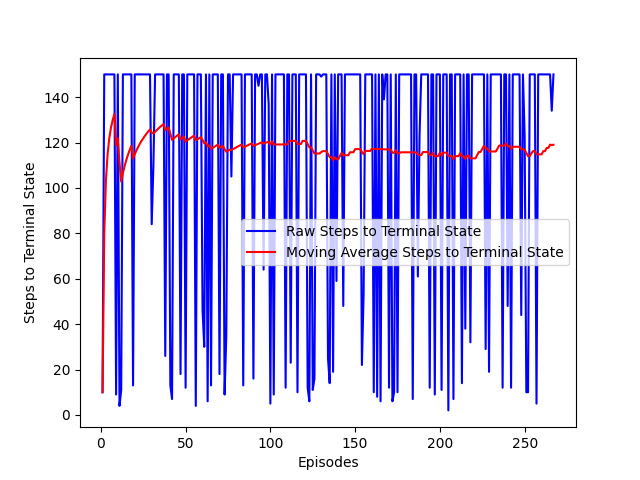 140
120
100
80
60
40
20
0
Steps to Terminal State
Raw Steps to Terminal State
Moving Average Steps to Terminal State
0 50 100 150 200 250
Episodes